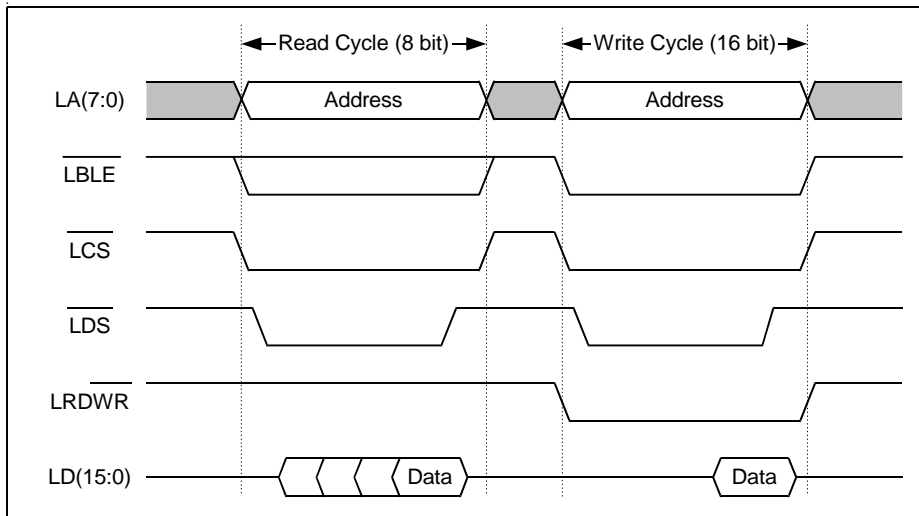 Read Cycle (8 bit) Write Cycle (16 bit)
LA(7:0) Address Address
LBLE
LCS
LDS
LRDWR
LD(15:0) Data Data